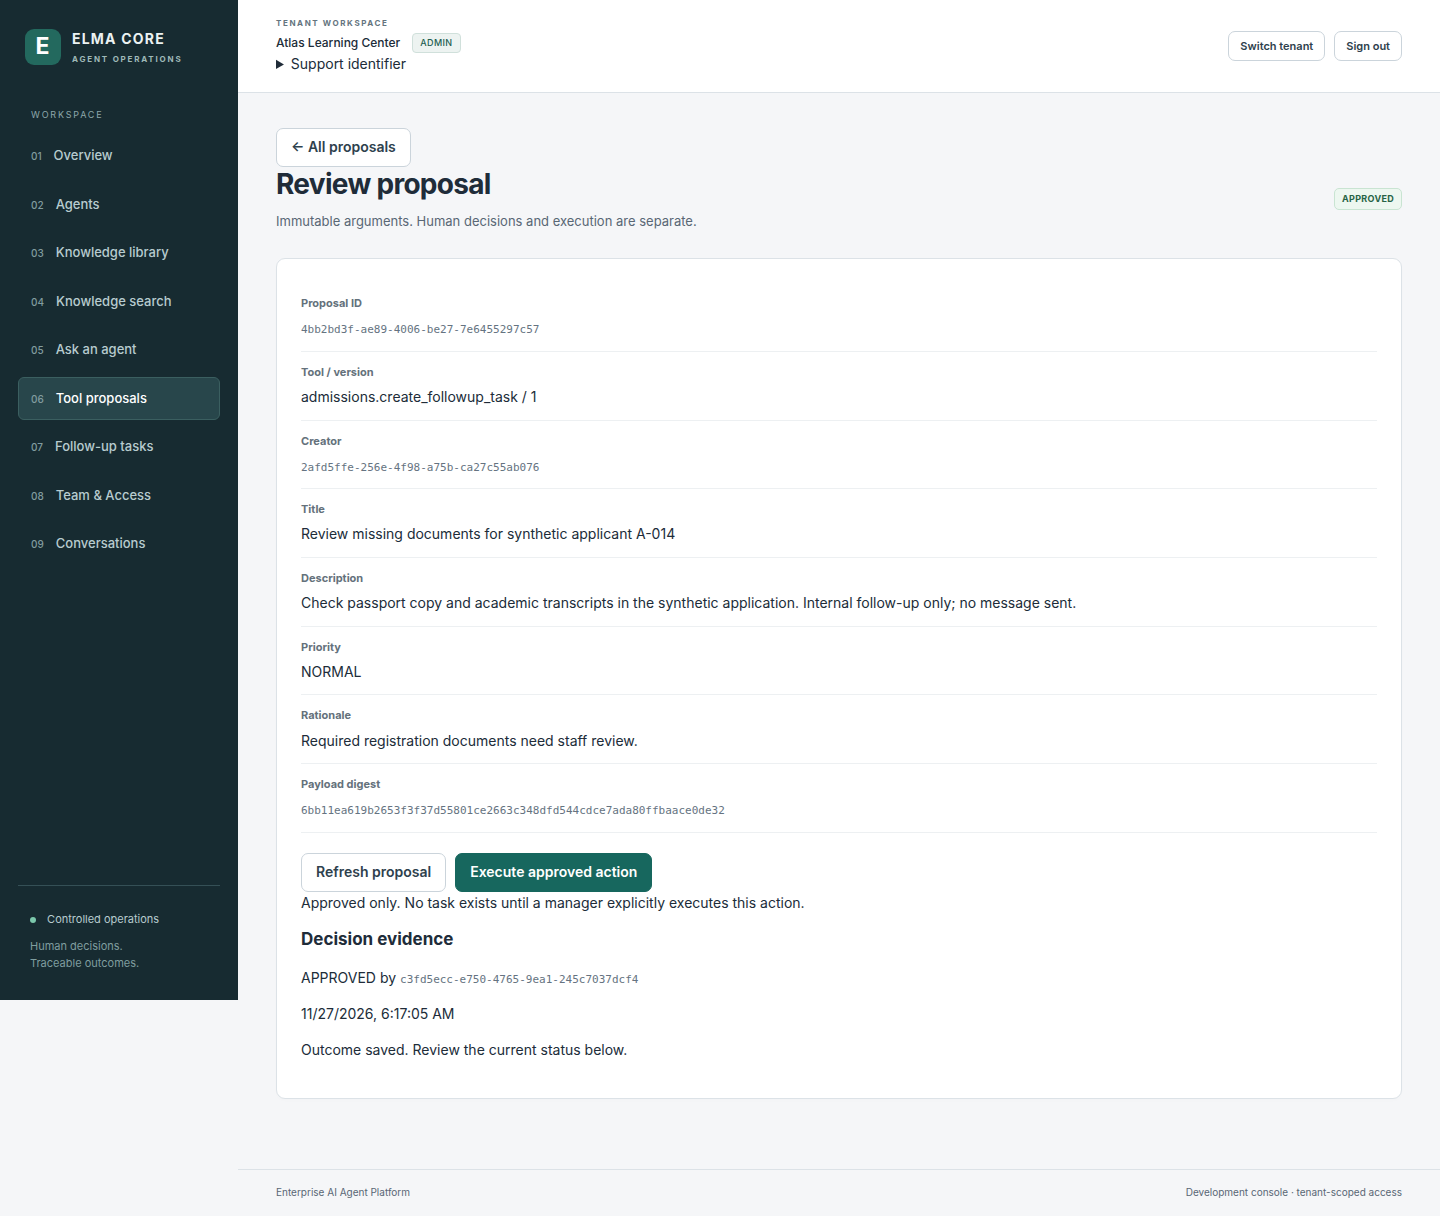 E
ELMA CORE
AGENT OPERATIONS
WORKSPACE
01 Overview
02 Agents
03 Knowledge library
04 Knowledge search
05 Ask an agent
06 Tool proposals
07 Follow-up tasks
08 Team & Access
09 Conversations
Controlled operations
Human decisions.
Traceable outcomes.
TENANT WORKSPACE
Atlas Learning Center ADMIN
▶ Support identifier
Switch tenant
Sign out
← All proposals
Review proposal
Immutable arguments. Human decisions and execution are separate.
APPROVED
Proposal ID
4bb2bd3f-ae89-4006-be27-7e6455297c57
Tool / version
admissions.create_followup_task / 1
Creator
2afd5ffe-256e-4f98-a75b-ca27c55ab076
Title
Review missing documents for synthetic applicant A-014
Description
Check passport copy and academic transcripts in the synthetic application. Internal follow-up only; no message sent.
Priority
NORMAL
Rationale
Required registration documents need staff review.
Payload digest
6bb11ea619b2653f3f37d55801ce2663c348dfd544cdce7ada80ffbaace0de32
Refresh proposal
Execute approved action
Approved only. No task exists until a manager explicitly executes this action.
Decision evidence
APPROVED by c3fd5ecc-e750-4765-9ea1-245c7037dcf4
11/27/2026, 6:17:05 AM
Outcome saved. Review the current status below.
Enterprise AI Agent Platform
Development console · tenant-scoped access